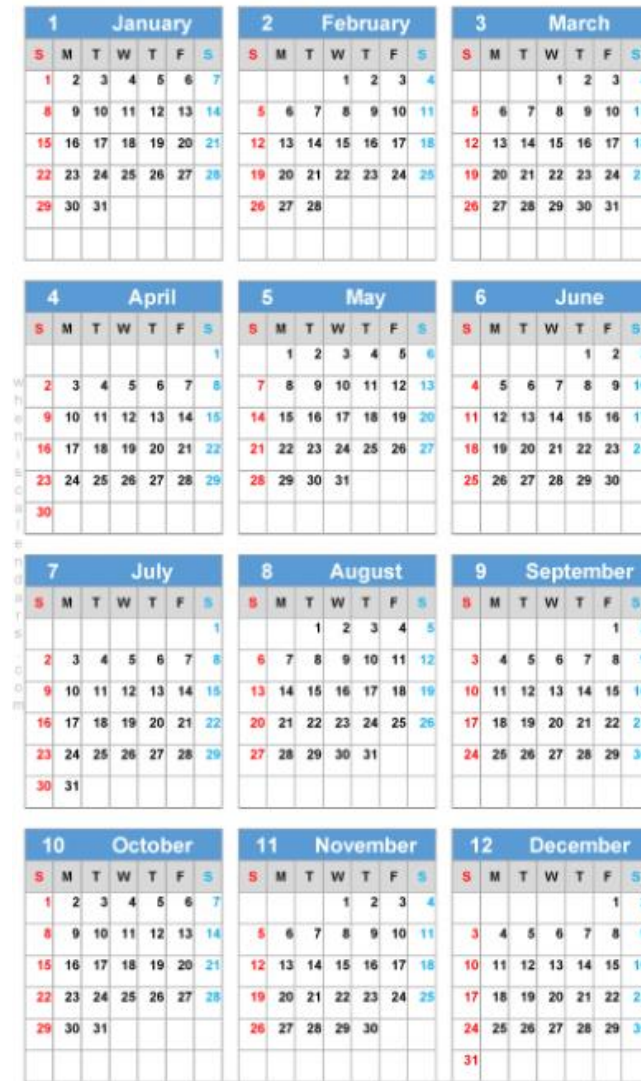 1 January
S M T W T F S
1 2 3 4 5 6 7
8 9 10 11 12 13 14
15 16 17 18 19 20 21
22 23 24 25 26 27 28
29 30 31
2 February
S M T W T F S
1 2 3 4
5 6 7 8 9 10 11
12 13 14 15 16 17 18
19 20 21 22 23 24 25
26 27 28
3 March
S M T W T F S
1 2 3
5 6 7 8 9 10
12 13 14 15 16 17
19 20 21 22 23 24
26 27 28 29 30 31
4 April
S M T W T F S
1
2 3 4 5 6 7 8
9 10 11 12 13 14 15
16 17 18 19 20 21 22
23 24 25 26 27 28 29
30
5 May
S M T W T F S
1 2 3 4 5 6
7 8 9 10 11 12 13
14 15 16 17 18 19 20
21 22 23 24 25 26 27
28 29 30 31
6 June
S M T W T F S
1 2
4 5 6 7 8 9
11 12 13 14 15 16
18 19 20 21 22 23
25 26 27 28 29 30
7 July
S M T W T F S
1
2 3 4 5 6 7 8
9 10 11 12 13 14 15
16 17 18 19 20 21 22
23 24 25 26 27 28 29
30 31
8 August
S M T W T F S
1 2 3 4 5
6 7 8 9 10 11 12
13 14 15 16 17 18 19
20 21 22 23 24 25 26
27 28 29 30 31
9 September
S M T W T F S
1
3 4 5 6 7 8
10 11 12 13 14 15
17 18 19 20 21 22
24 25 26 27 28 29
10 October
S M T W T F S
1 2 3 4 5 6 7
8 9 10 11 12 13 14
15 16 17 18 19 20 21
22 23 24 25 26 27 28
29 30 31
11 November
S M T W T F S
1 2 3 4
5 6 7 8 9 10 11
12 13 14 15 16 17 18
19 20 21 22 23 24 25
26 27 28 29 30
12 December
S M T W T F S
1
3 4 5 6 7 8
10 11 12 13 14 15
17 18 19 20 21 22
24 25 26 27 28 29
31